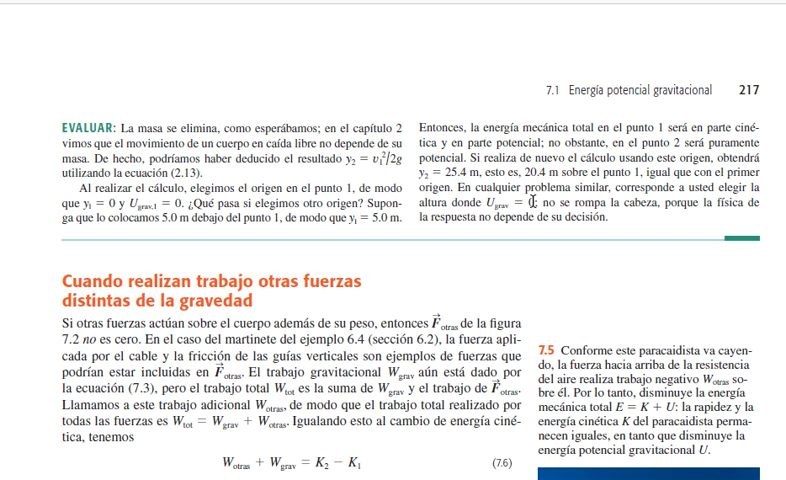 7.1 Energía potencial gravitacional 217
EVALUAR: La masa se elimina, como esperábamos; en el capítulo 2
vimos que el movimiento de un cuerpo en caída libre no depende de su
masa. De hecho, podríamos haber deducido el resultado y₂ = v₁²/2g
utilizando la ecuación (2.13).
Al realizar el cálculo, elegimos el origen en el punto 1, de modo
que y₁ = 0 y U_grav,1 = 0. ¿Qué pasa si elegimos otro origen? Supon-
ga que lo colocamos 5.0 m debajo del punto 1, de modo que y₁ = 5.0 m.
Entonces, la energía mecánica total en el punto 1 será en parte ciné-
tica y en parte potencial; no obstante, en el punto 2 será puramente
potencial. Si realiza de nuevo el cálculo usando este origen, obtendrá
y₂ = 25.4 m, esto es, 20.4 m sobre el punto 1, igual que con el primer
origen. En cualquier problema similar, corresponde a usted elegir la
altura donde U_grav = 0; no se rompa la cabeza, porque la física de
la respuesta no depende de su decisión.
Cuando realizan trabajo otras fuerzas
distintas de la gravedad
Si otras fuerzas actúan sobre el cuerpo además de su peso, entonces F⃗_otras de la figura
7.2 no es cero. En el caso del martinete del ejemplo 6.4 (sección 6.2), la fuerza apli-
cada por el cable y la fricción de las guías verticales son ejemplos de fuerzas que
podrían estar incluidas en F⃗_otras. El trabajo gravitacional W_grav aún está dado por
la ecuación (7.3), pero el trabajo total W_tot es la suma de W_grav y el trabajo de F⃗_otras.
Llamamos a este trabajo adicional W_otras, de modo que el trabajo total realizado por
todas las fuerzas es W_tot = W_grav + W_otras. Igualando esto al cambio de energía ciné-
tica, tenemos
W_otras + W_grav = K₂ − K₁ (7.6)
7.5 Conforme este paracaidista va cayen-
do, la fuerza hacia arriba de la resistencia
del aire realiza trabajo negativo W_otras so-
bre él. Por lo tanto, disminuye la energía
mecánica total E = K + U: la rapidez y la
energía cinética K del paracaidista perma-
necen iguales, en tanto que disminuye la
energía potencial gravitacional U.